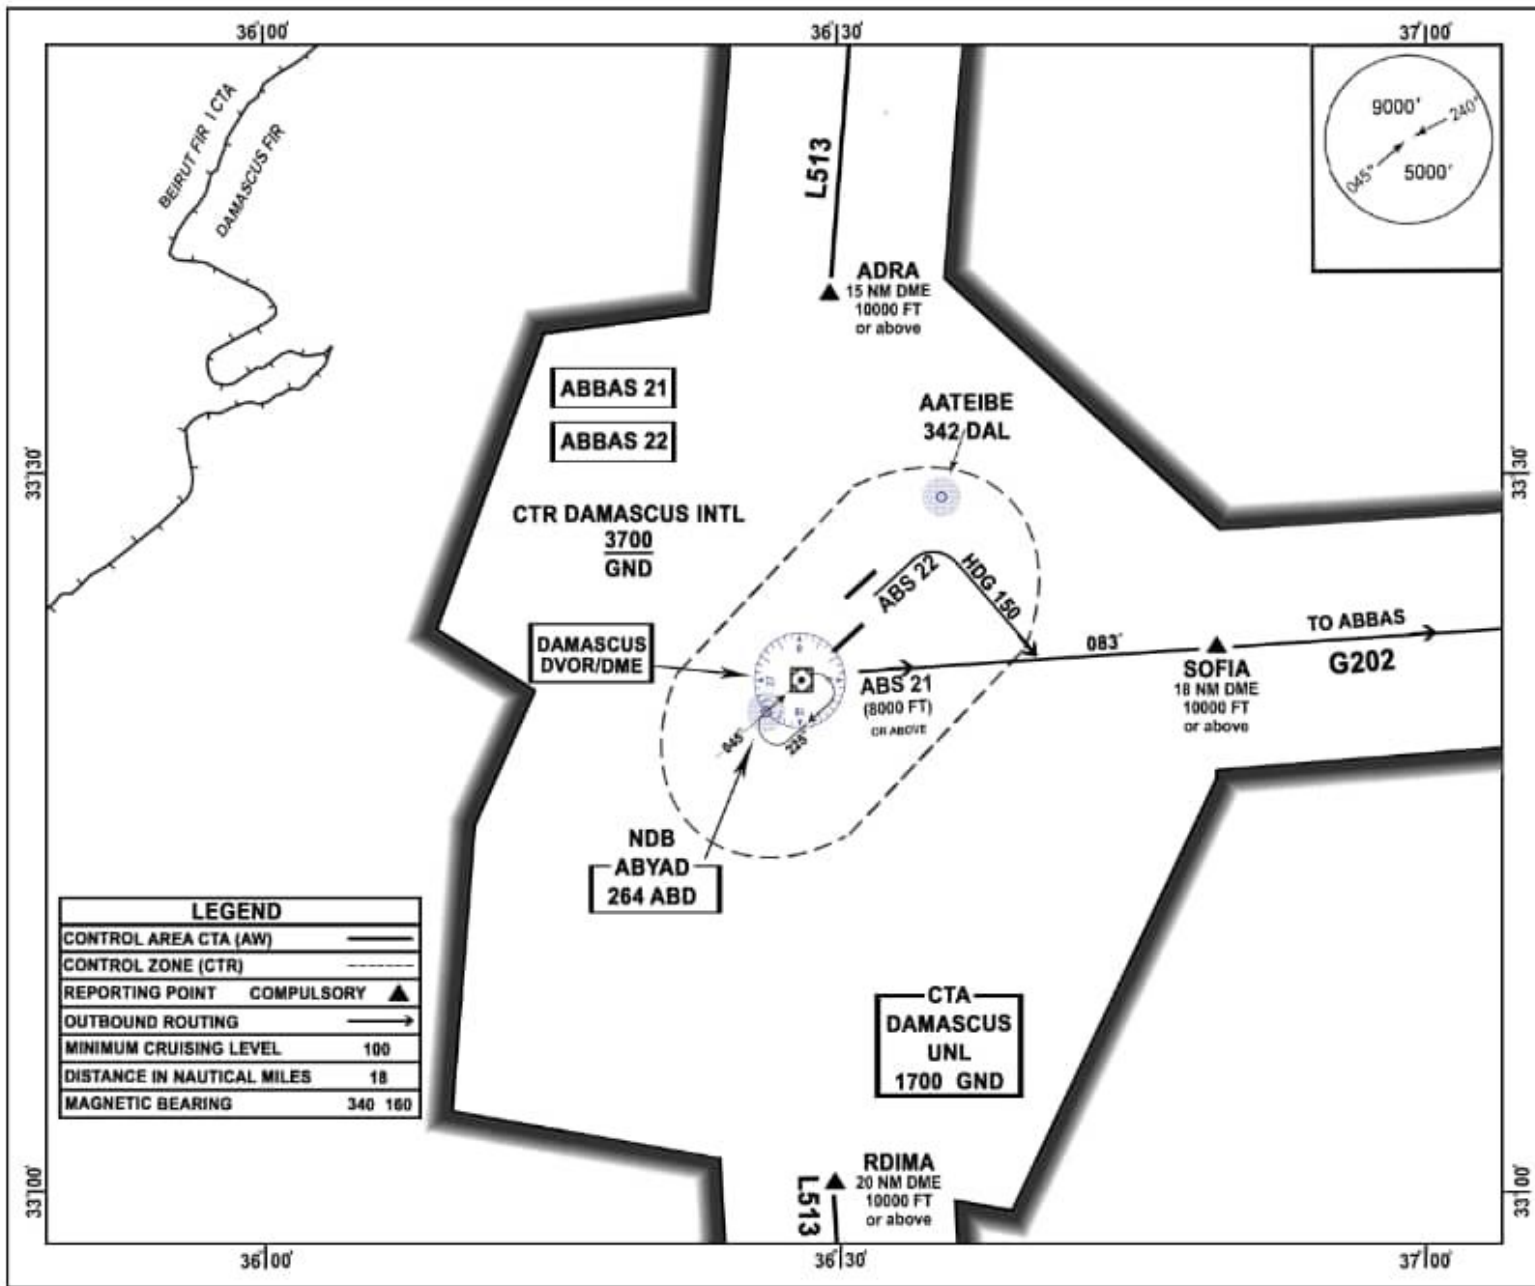 36°00'
36°30'
37°00'
BEIRUT FIR \ CTA
DAMASCUS FIR
L513
9000'
240°
045°
5000'
ADRA
15 NM DME
10000 FT
or above
ABBAS 21
ABBAS 22
AATEIBE
342 DAL
33°30'
33°30'
CTR DAMASCUS INTL
3700
GND
ABS 22
HDG 150
DAMASCUS
DVOR/DME
083°
TO ABBAS
G202
SOFIA
18 NM DME
10000 FT
or above
ABS 21
(8000 FT)
OR ABOVE
045°
225°
NDB
ABYAD
264 ABD
LEGEND
CONTROL AREA CTA (AW)
CONTROL ZONE (CTR)
REPORTING POINT COMPULSORY
OUTBOUND ROUTING
MINIMUM CRUISING LEVEL 100
DISTANCE IN NAUTICAL MILES 18
MAGNETIC BEARING 340 160
CTA
DAMASCUS
UNL
1700 GND
RDIMA
20 NM DME
10000 FT
or above
L513
33°00'
33°00'
36°00'
36°30'
37°00'